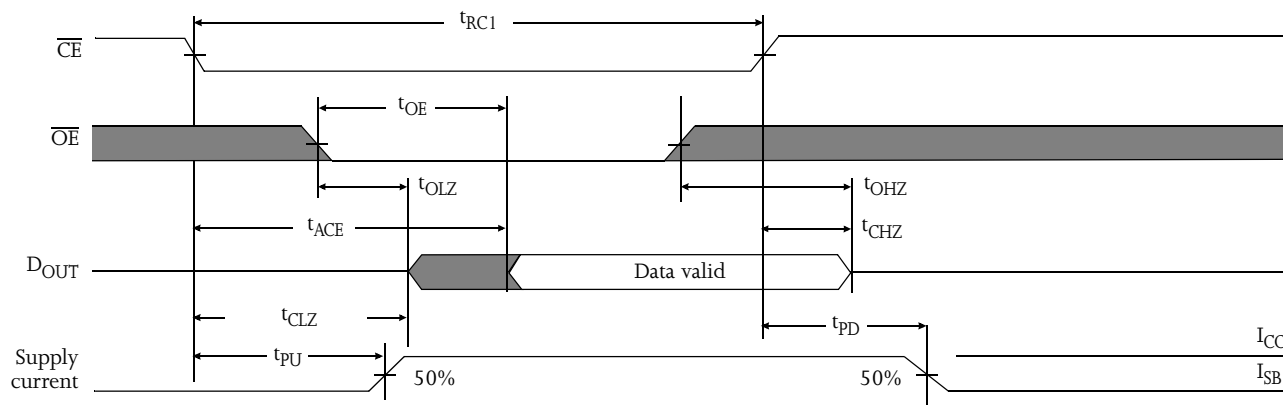 tRC1
CE
tOE
OE
tOLZ
tOHZ
tACE
tCHZ
DOUT
Data valid
tCLZ
tPD
tPU
Supply
current
50%
50%
ICC
ISB